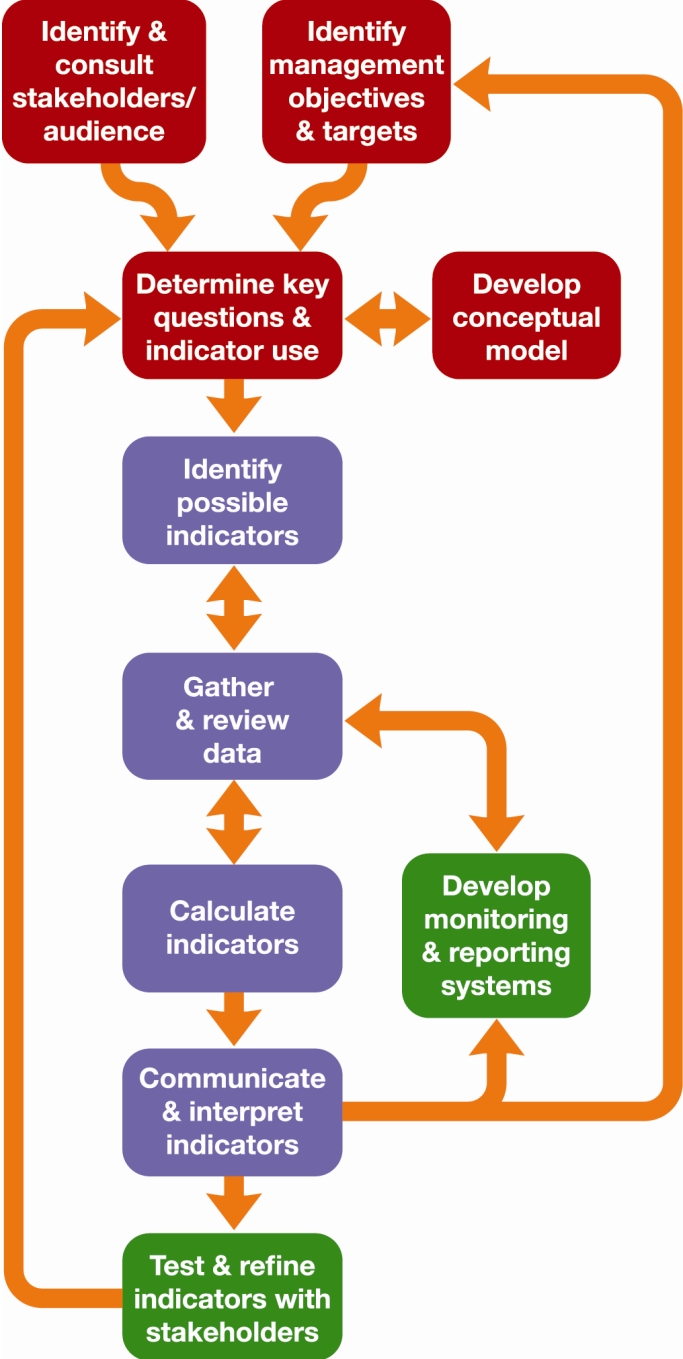 Identify &
consult
stakeholders/
audience
Identify
management
objectives
& targets
Determine key
questions &
indicator use
Develop
conceptual
model
Identify
possible
indicators
Gather
& review
data
Calculate
indicators
Develop
monitoring
& reporting
systems
Communicate
& interpret
indicators
Test & refine
indicators with
stakeholders